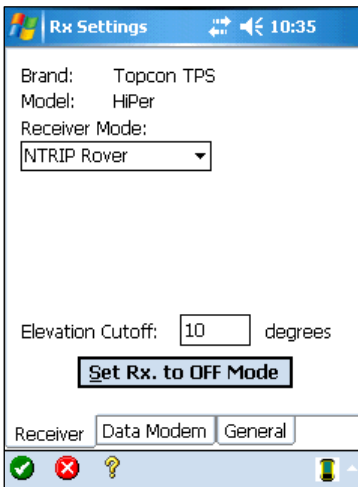 Rx Settings 10:35
Brand: Topcon TPS
Model: HiPer
Receiver Mode:
NTRIP Rover
Elevation Cutoff: 10 degrees
Set Rx. to OFF Mode
Receiver Data Modem General
?